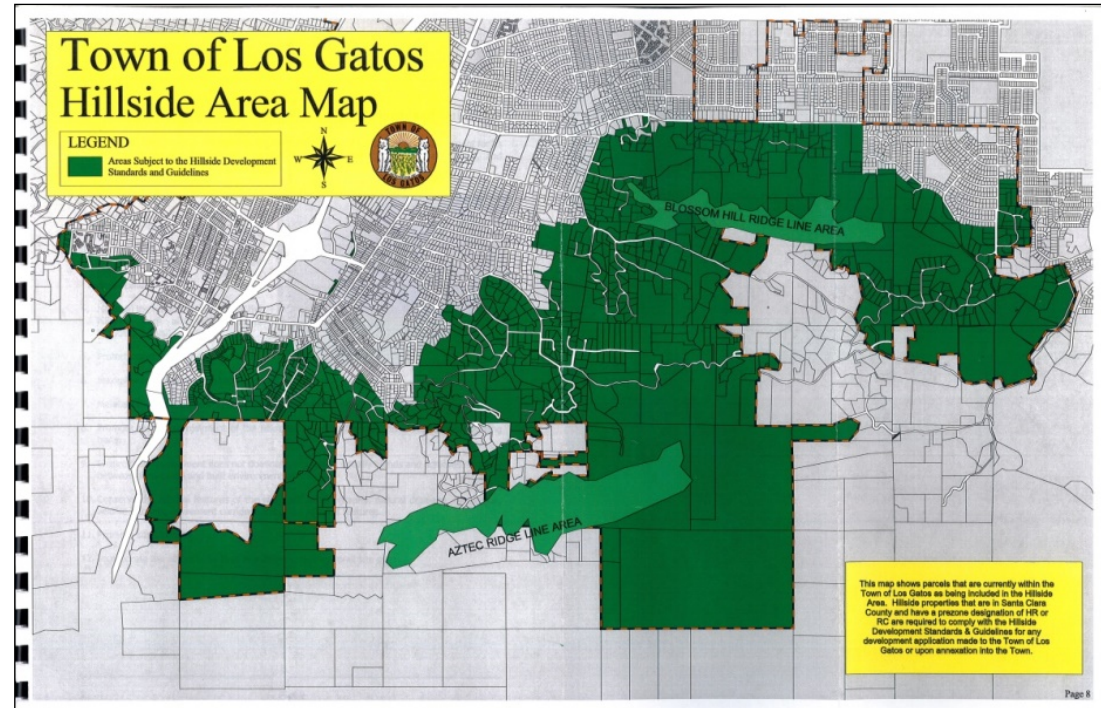 Town of Los Gatos
Hillside Area Map
LEGEND
Areas Subject to the Hillside Development
Standards and Guidelines
N
W
E
S
TOWN OF
LOS GATOS
BLOSSOM HILL RIDGE LINE AREA
AZTEC RIDGE LINE AREA
This map shows parcels that are currently within the
Town of Los Gatos as being included in the Hillside
Area. Hillside properties that are in Santa Clara
County and have a prezone designation of HR or
RC are required to comply with the Hillside
Development Standards & Guidelines for any
development application made to the Town of Los
Gatos or upon annexation into the Town.
Page 8